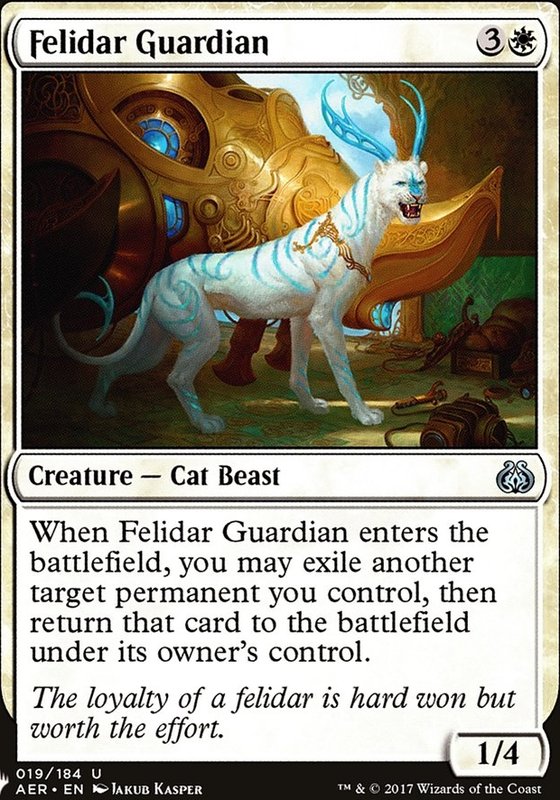 Felidar Guardian
3
Creature — Cat Beast
When Felidar Guardian enters the
battlefield, you may exile another
target permanent you control, then
return that card to the battlefield
under its owner's control.
The loyalty of a felidar is hard won but
worth the effort.
1/4
019/184 U
AER • EN Jakub Kasper
™ & © 2017 Wizards of the Coast